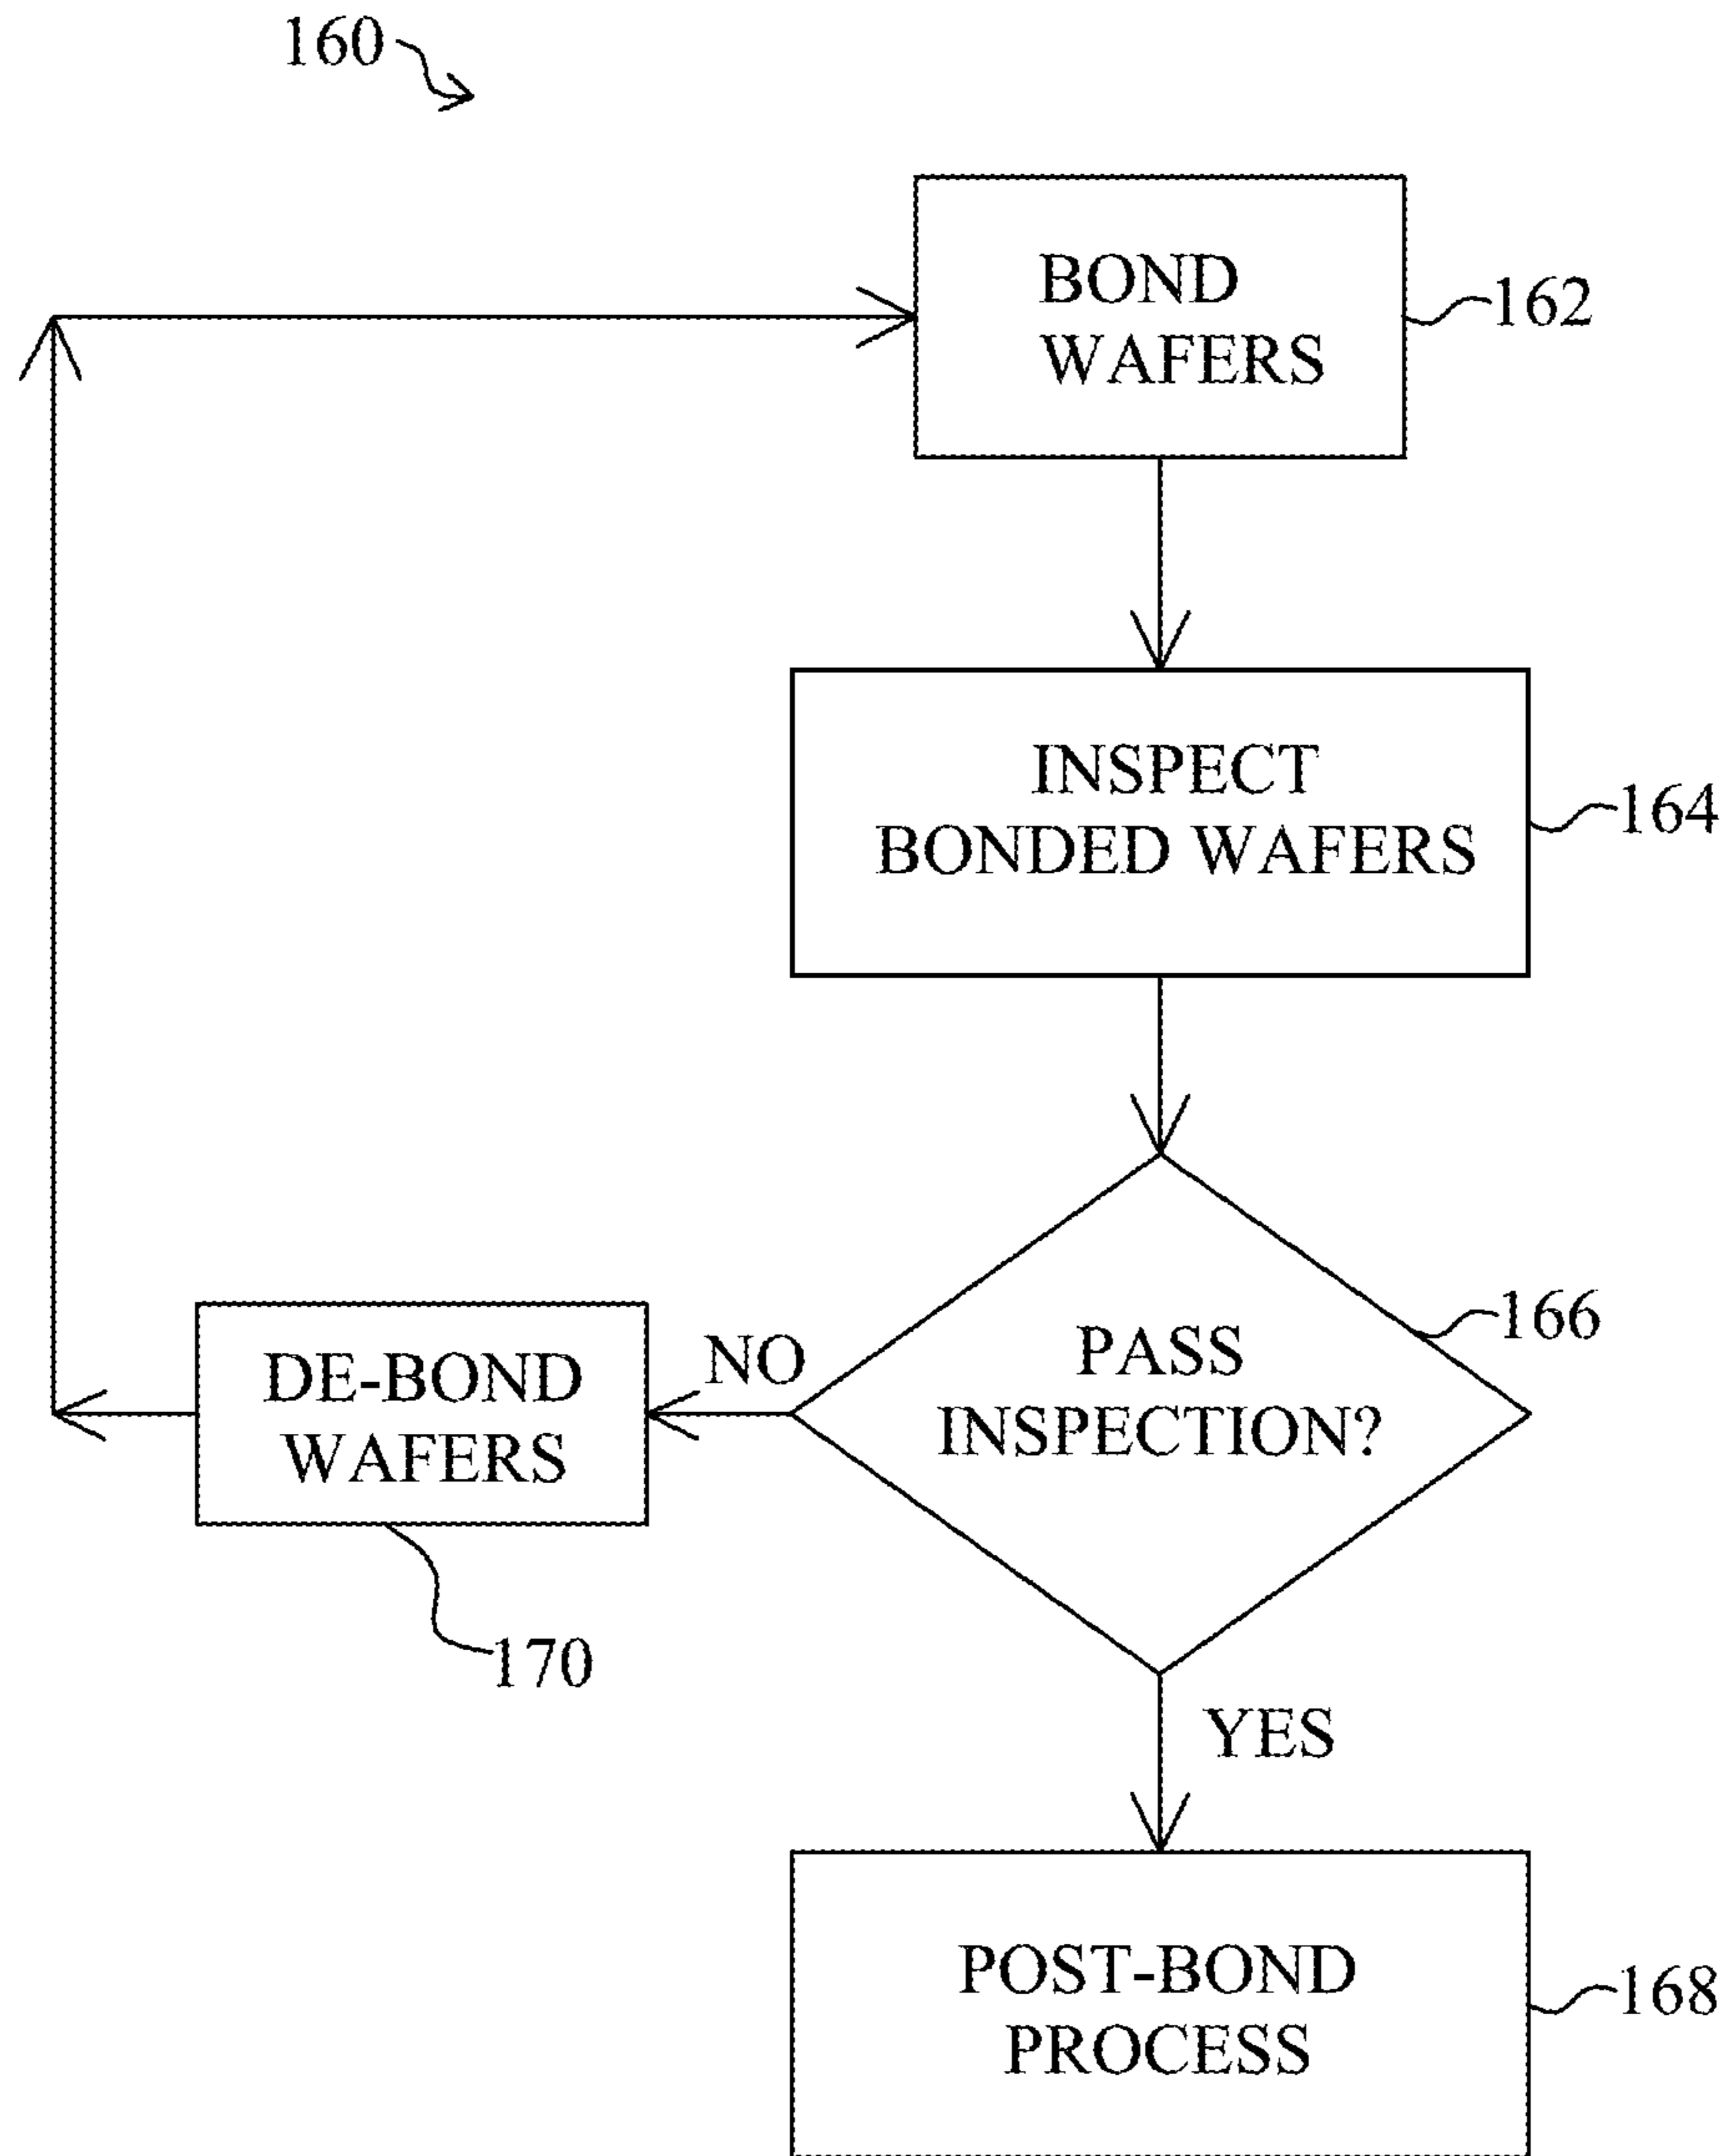 160
BOND
WAFERS
162
INSPECT
BONDED WAFERS
164
PASS
INSPECTION?
166
NO
DE-BOND
WAFERS
170
YES
POST-BOND
PROCESS
168